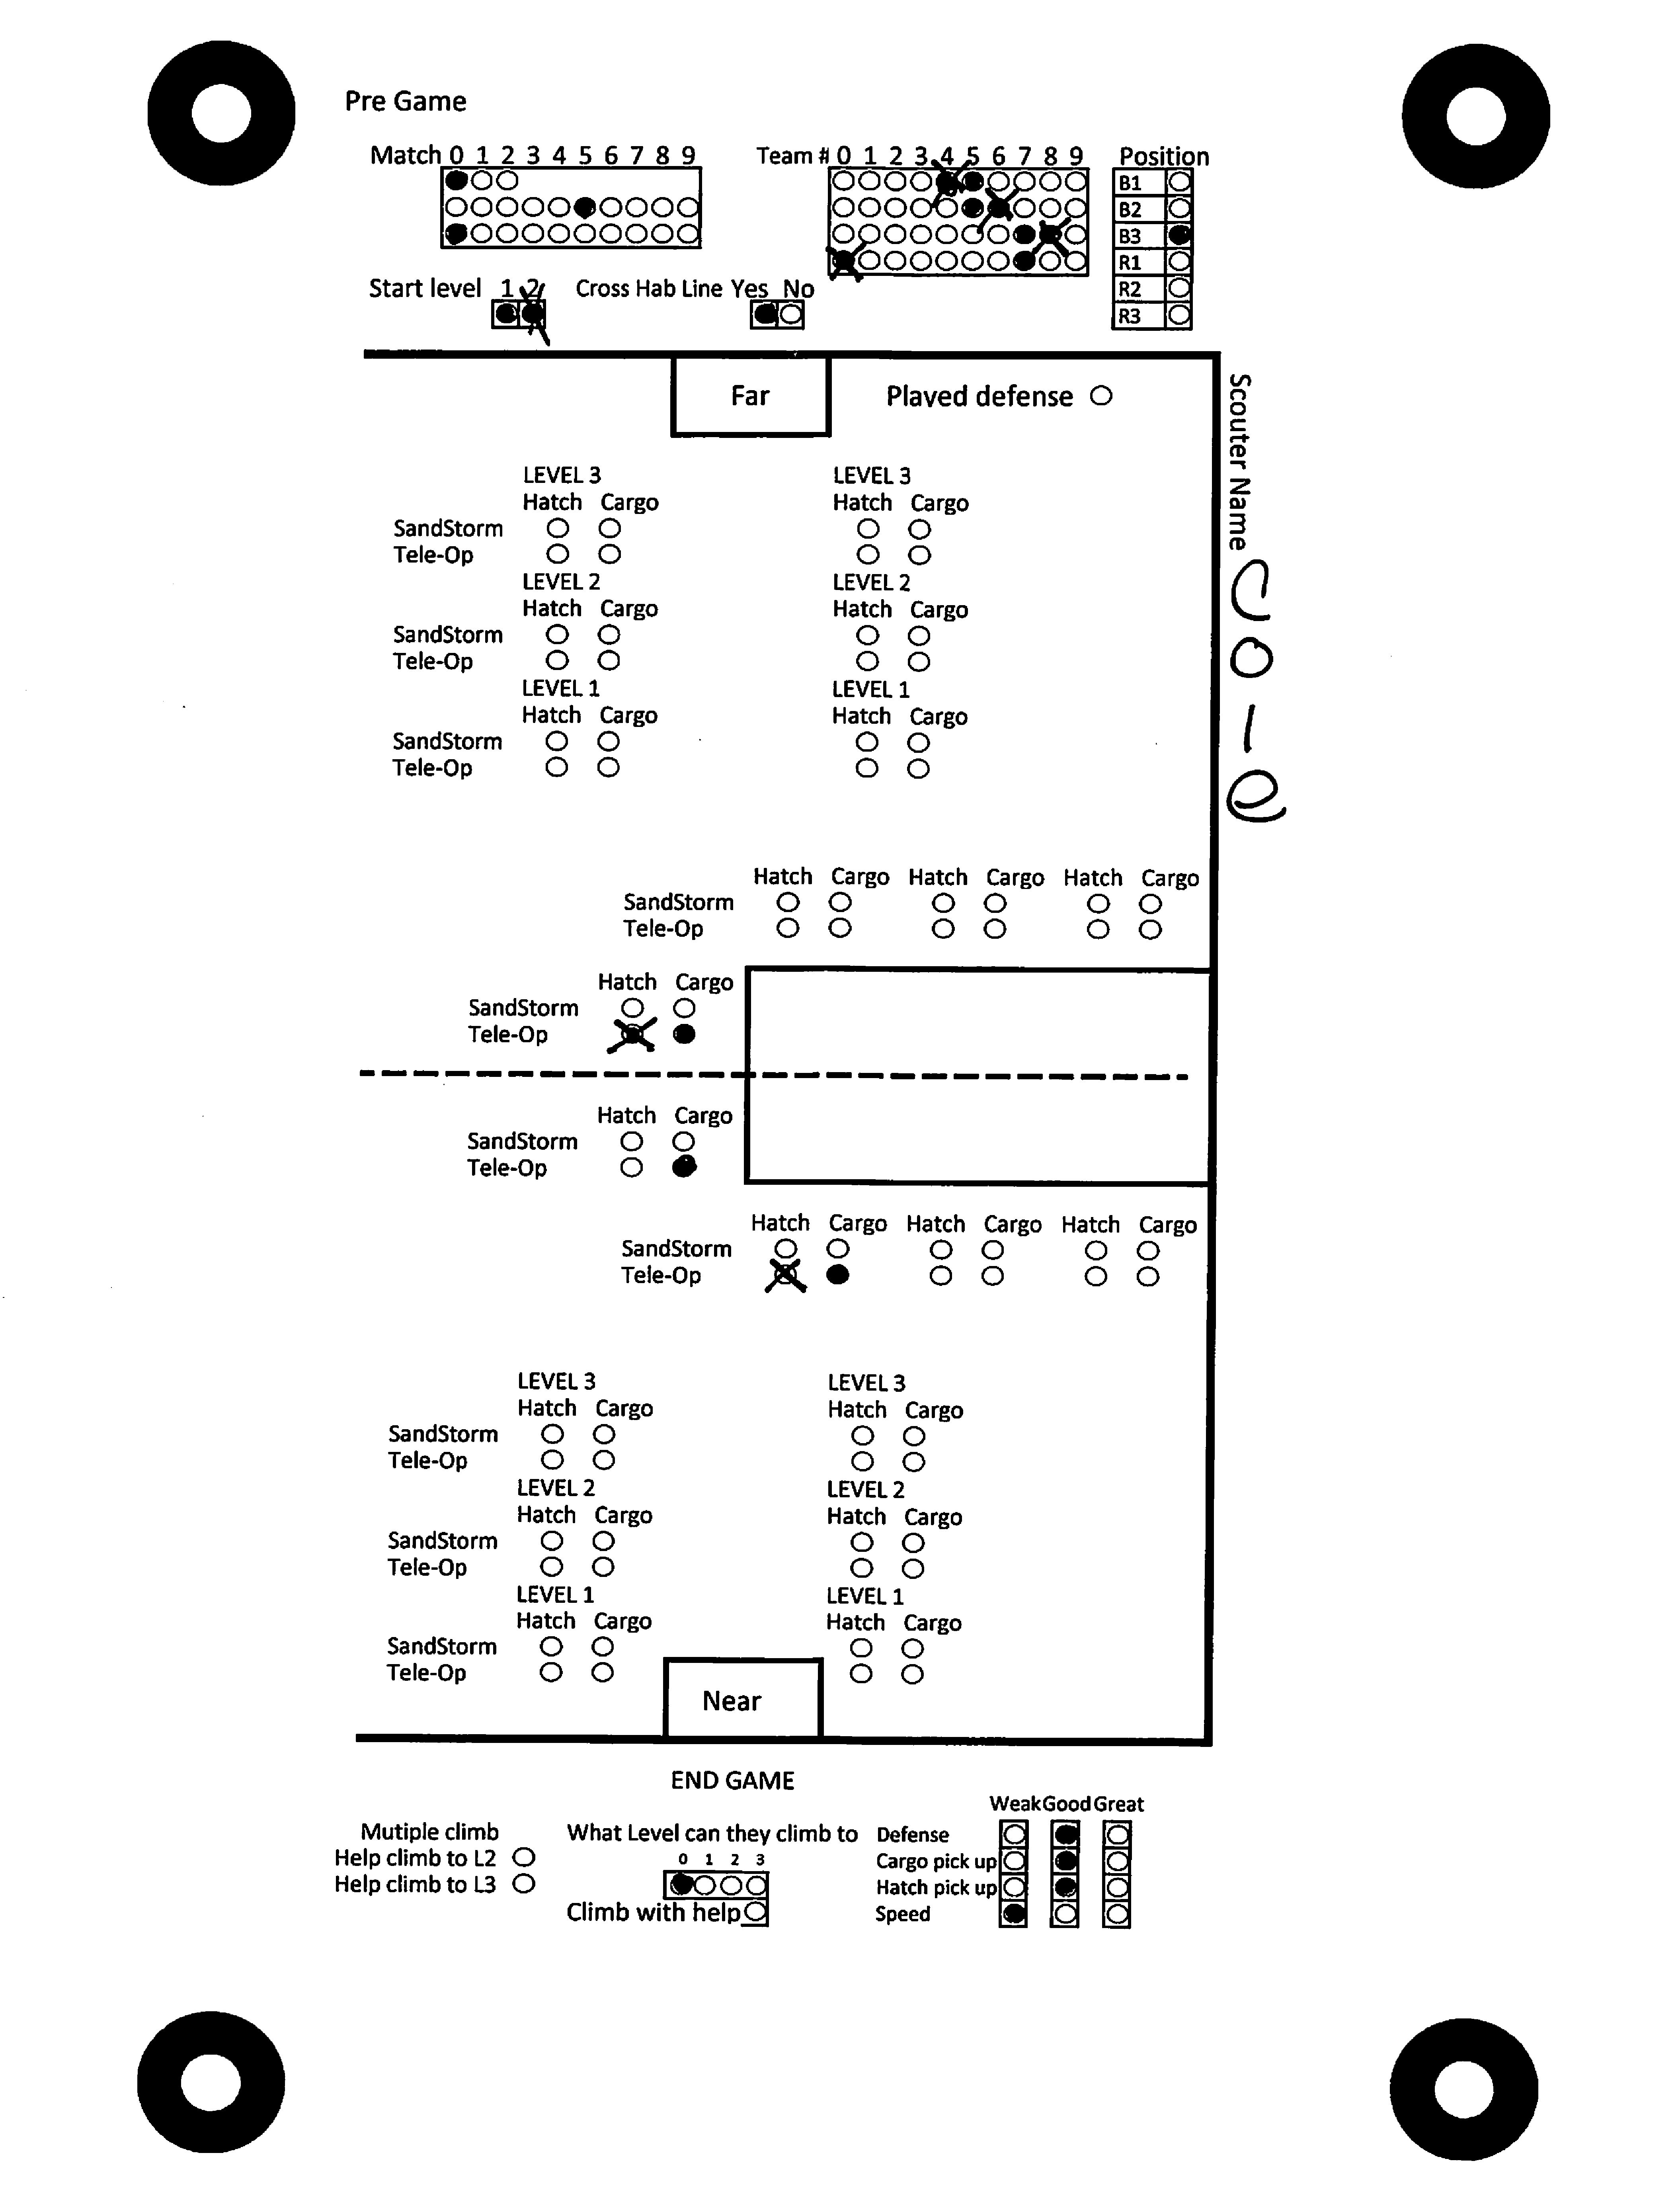 Pre Game
Match 0 1 2 3 4 5 6 7 8 9
Team # 0 1 2 3 4 5 6 7 8 9
Position
B1
B2
B3
R1
R2
R3
Start level 1 2
Cross Hab Line Yes No
Far
Played defense
Scouter Name Cole
LEVEL 3 LEVEL 3
Hatch Cargo Hatch Cargo
SandStorm
Tele-Op
LEVEL 2 LEVEL 2
Hatch Cargo Hatch Cargo
SandStorm
Tele-Op
LEVEL 1 LEVEL 1
Hatch Cargo Hatch Cargo
SandStorm
Tele-Op
Hatch Cargo Hatch Cargo Hatch Cargo
SandStorm
Tele-Op
Hatch Cargo
SandStorm
Tele-Op
Hatch Cargo
SandStorm
Tele-Op
Hatch Cargo Hatch Cargo Hatch Cargo
SandStorm
Tele-Op
LEVEL 3 LEVEL 3
Hatch Cargo Hatch Cargo
SandStorm
Tele-Op
LEVEL 2 LEVEL 2
Hatch Cargo Hatch Cargo
SandStorm
Tele-Op
LEVEL 1 LEVEL 1
Hatch Cargo Hatch Cargo
SandStorm
Tele-Op
Near
END GAME
Mutiple climb
Help climb to L2
Help climb to L3
What Level can they climb to
0 1 2 3
Climb with help
Weak Good Great
Defense
Cargo pick up
Hatch pick up
Speed